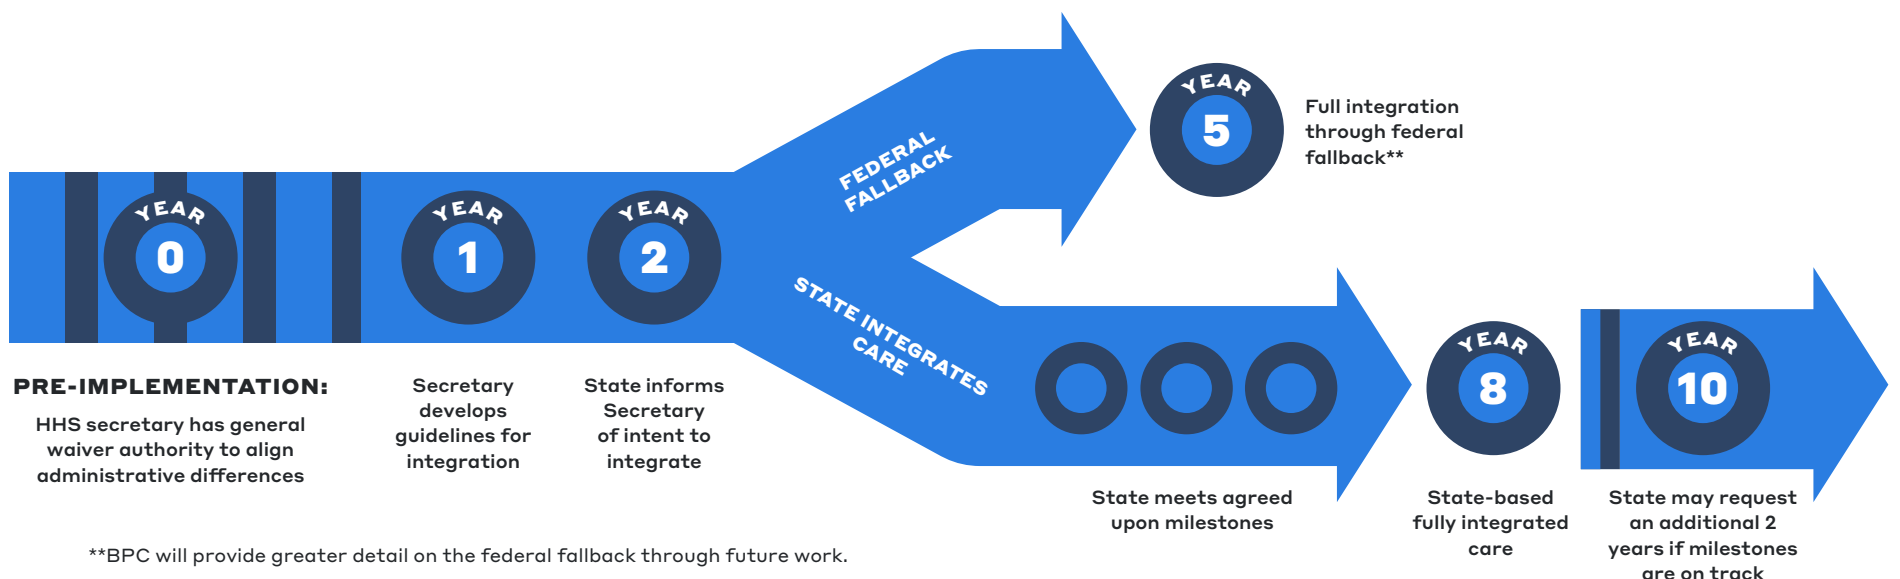 YEAR
0
PRE-IMPLEMENTATION:
HHS secretary has general
waiver authority to align
administrative differences
YEAR
1
Secretary
develops
guidelines for
integration
YEAR
2
State informs
Secretary
of intent to
integrate
FEDERAL
FALLBACK
YEAR
5
Full integration
through federal
fallback**
STATE INTEGRATES
CARE
State meets agreed
upon milestones
YEAR
8
State-based
fully integrated
care
YEAR
10
State may request
an additional 2
years if milestones
are on track
**BPC will provide greater detail on the federal fallback through future work.